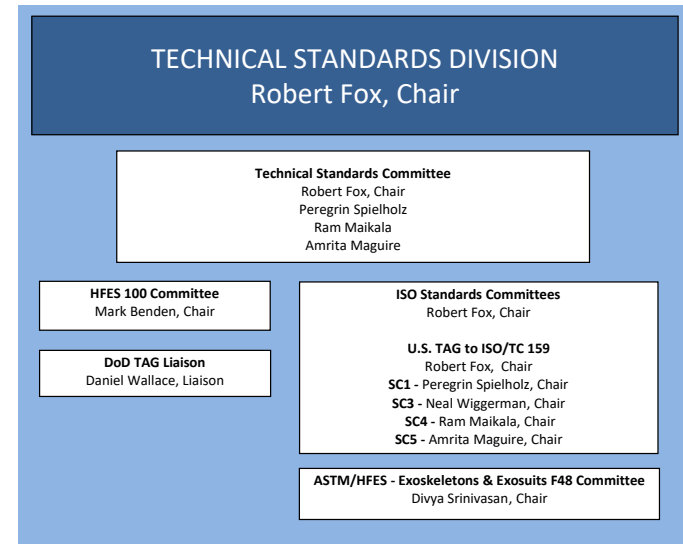 TECHNICAL STANDARDS DIVISION
Robert Fox, Chair
Technical Standards Committee
Robert Fox, Chair
Peregrin Spielholz
Ram Maikala
Amrita Maguire
HFES 100 Committee
Mark Benden, Chair
DoD TAG Liaison
Daniel Wallace, Liaison
ISO Standards Committees
Robert Fox, Chair
U.S. TAG to ISO/TC 159
Robert Fox, Chair
SC1 - Peregrin Spielholz, Chair
SC3 - Neal Wiggerman, Chair
SC4 - Ram Maikala, Chair
SC5 - Amrita Maguire, Chair
ASTM/HFES - Exoskeletons & Exosuits F48 Committee
Divya Srinivasan, Chair